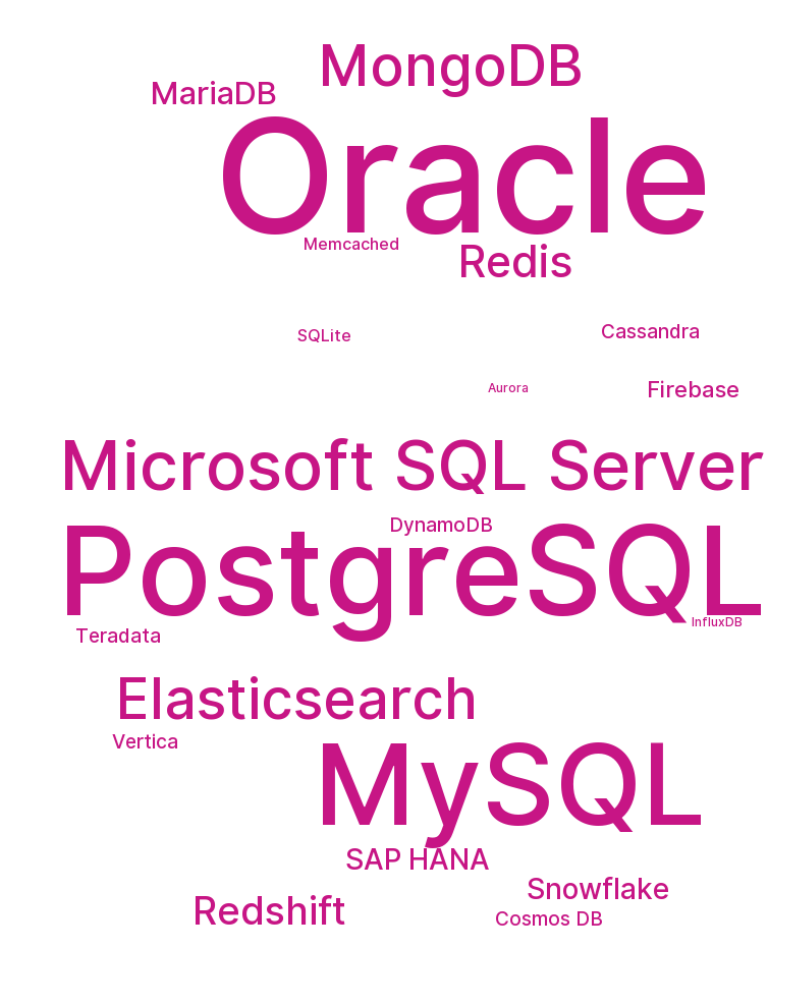 MongoDB
MariaDB
Oracle
Memcached
Redis
Cassandra
SQLite
Aurora
Firebase
Microsoft SQL Server
DynamoDB
PostgreSQL
InfluxDB
Teradata
Elasticsearch
Vertica
MySQL
SAP HANA
Snowflake
Redshift
Cosmos DB